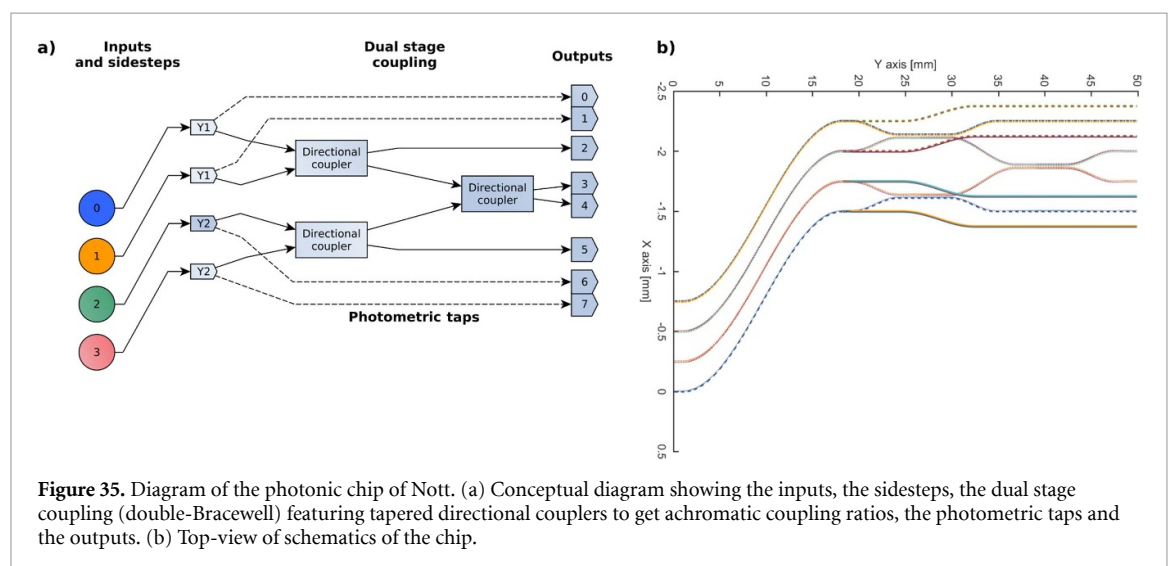 a)
Inputs
and sidesteps
Dual stage
coupling
Outputs
Y1
Y1
Y2
Y2
0
1
2
3
Directional
coupler
Directional
coupler
Directional
coupler
0
1
2
3
4
5
6
7
Photometric taps
b)
Y axis [mm]
0
5
10
15
20
25
30
35
40
45
50
X axis [mm]
-2.5
-2
-1.5
-1
-0.5
0
0.5
Figure 35. Diagram of the photonic chip of Nott. (a) Conceptual diagram showing the inputs, the sidesteps, the dual stage
coupling (double-Bracewell) featuring tapered directional couplers to get achromatic coupling ratios, the photometric taps and
the outputs. (b) Top-view of schematics of the chip.